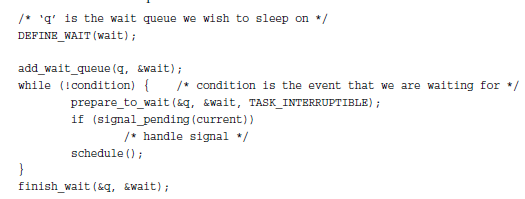 /* ‘q’ is the wait queue we wish to sleep on */
DEFINE_WAIT(wait);

add_wait_queue(q, &wait);
while (!condition) {    /* condition is the event that we are waiting for */
        prepare_to_wait(&q, &wait, TASK_INTERRUPTIBLE);
        if (signal_pending(current))
                /* handle signal */
        schedule();
}
finish_wait(&q, &wait);